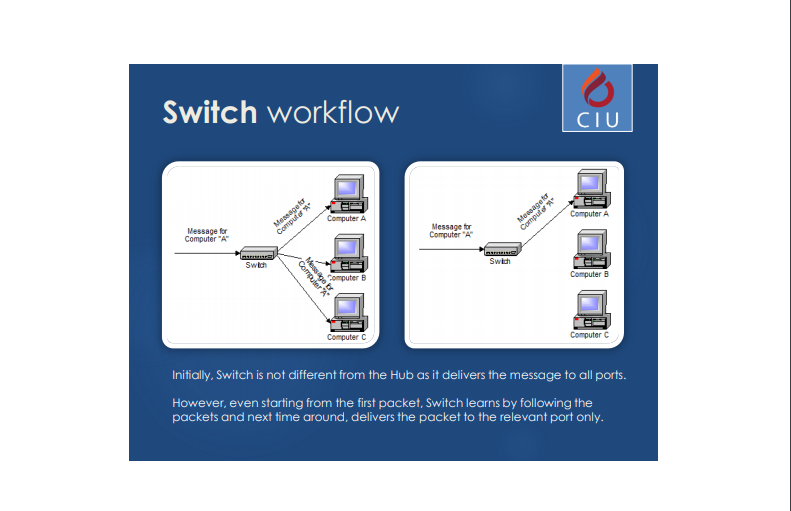 Switch workflow
CIU
Message for
Computer "A"
Switch
Message for
Computer "A"
Message for
Computer "A"
Computer A
Computer B
Computer C
Message for
Computer "A"
Switch
Message for
Computer "A"
Computer A
Computer B
Computer C
Initially, Switch is not different from the Hub as it delivers the message to all ports.
However, even starting from the first packet, Switch learns by following the
packets and next time around, delivers the packet to the relevant port only.